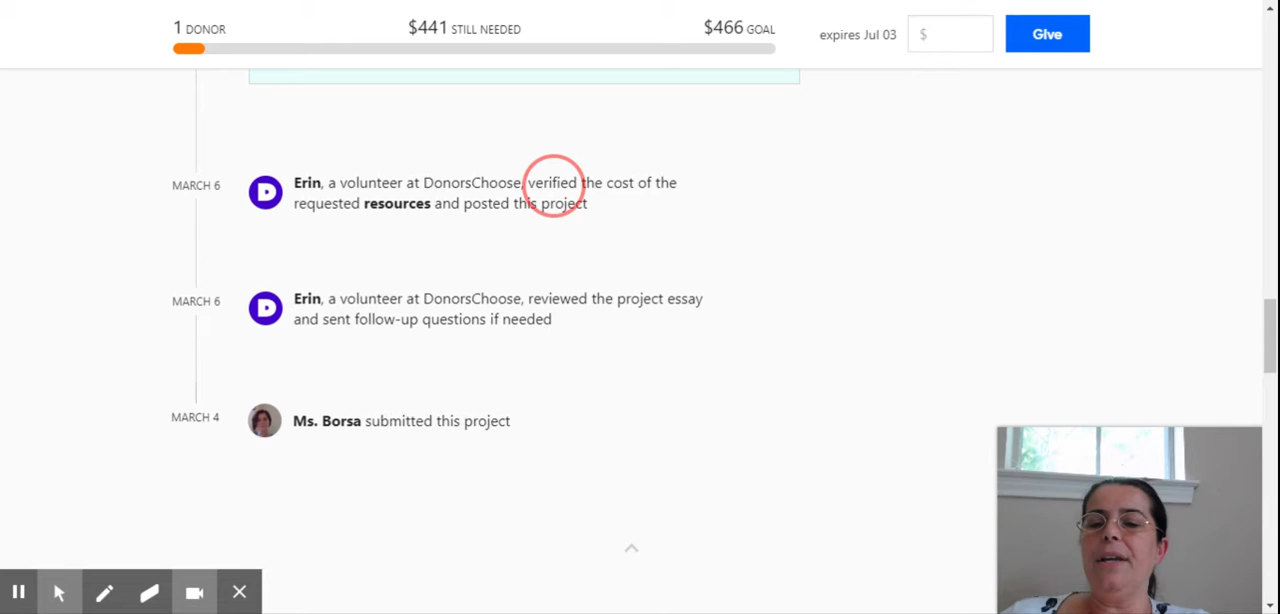 1 DONOR
$441 STILL NEEDED
$466 GOAL
expires Jul 03
$
Give
MARCH 6
D
Erin, a volunteer at DonorsChoose, verified the cost of the
requested resources and posted this project
MARCH 6
D
Erin, a volunteer at DonorsChoose, reviewed the project essay
and sent follow-up questions if needed
MARCH 4
Ms. Borsa submitted this project